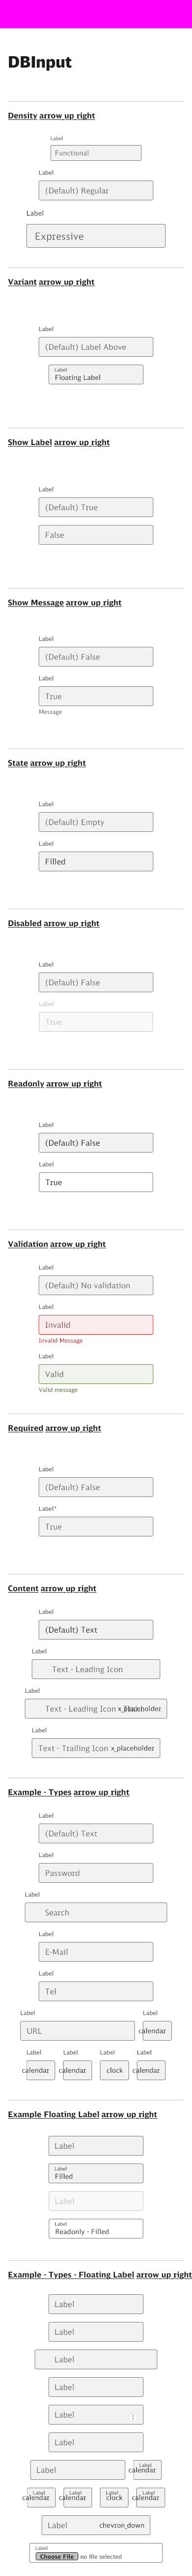 DBInput
Density arrow up right
Label
Functional
Label
(Default) Regular
Label
Expressive
Variant arrow up right
Label
(Default) Label Above
Label
Floating Label
Show Label arrow up right
Label
(Default) True
False
Show Message arrow up right
Label
(Default) False
Label
True
Message
State arrow up right
Label
(Default) Empty
Label
Filled
Disabled arrow up right
Label
(Default) False
Label
True
Readonly arrow up right
Label
(Default) False
Label
True
Validation arrow up right
Label
(Default) No validation
Label
Invalid
Invalid Message
Label
Valid
Valid message
Required arrow up right
Label
(Default) False
Label*
True
Content arrow up right
Label
(Default) Text
Label
Text - Leading Icon
Label
Text - Leading Icon x_placeholder
Label
Text - Trailing Icon x_placeholder
Example - Types arrow up right
Label
(Default) Text
Label
Password
Label
Search
Label
E-Mail
Label
Tel
Label Label
URL calendar
Label Label Label Label
calendar calendar clock calendar
Example Floating Label arrow up right
Label
Label
Filled
Label
Label
Readonly - Filled
Example - Types - Floating Label arrow up right
Label
Label
Label
Label
Label
Label
Label Label
calendar
Label Label Label Label
calendar calendar clock calendar
Label chevron_down
Label
Choose File no file selected